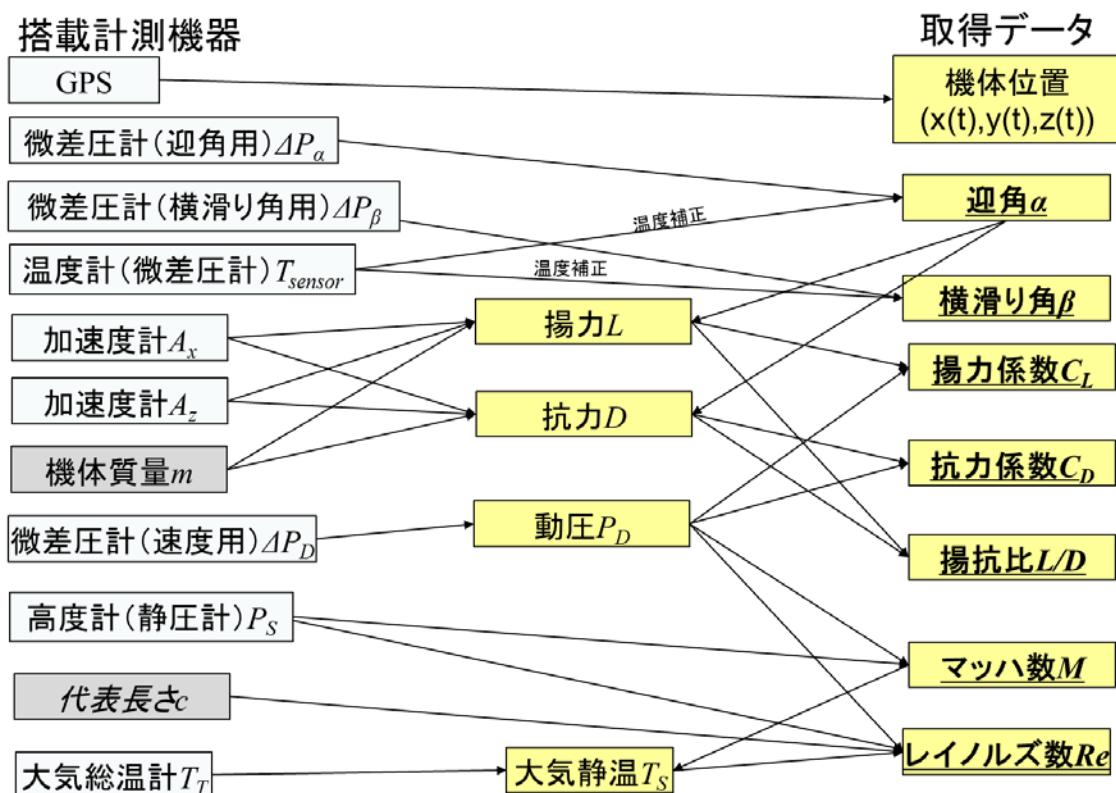 搭載計測機器
取得データ
GPS
機体位置
(x(t),y(t),z(t))
微差圧計(迎角用)ΔPα
迎角α
微差圧計(横滑り角用)ΔPβ
温度補正
温度計(微差圧計)Tsensor
温度補正
横滑り角β
加速度計Ax
揚力L
揚力係数CL
加速度計Az
抗力D
機体質量m
抗力係数CD
微差圧計(速度用)ΔPD
動圧PD
揚抗比L/D
高度計(静圧計)PS
マッハ数M
代表長さc
レイノルズ数Re
大気総温計TT
大気静温TS